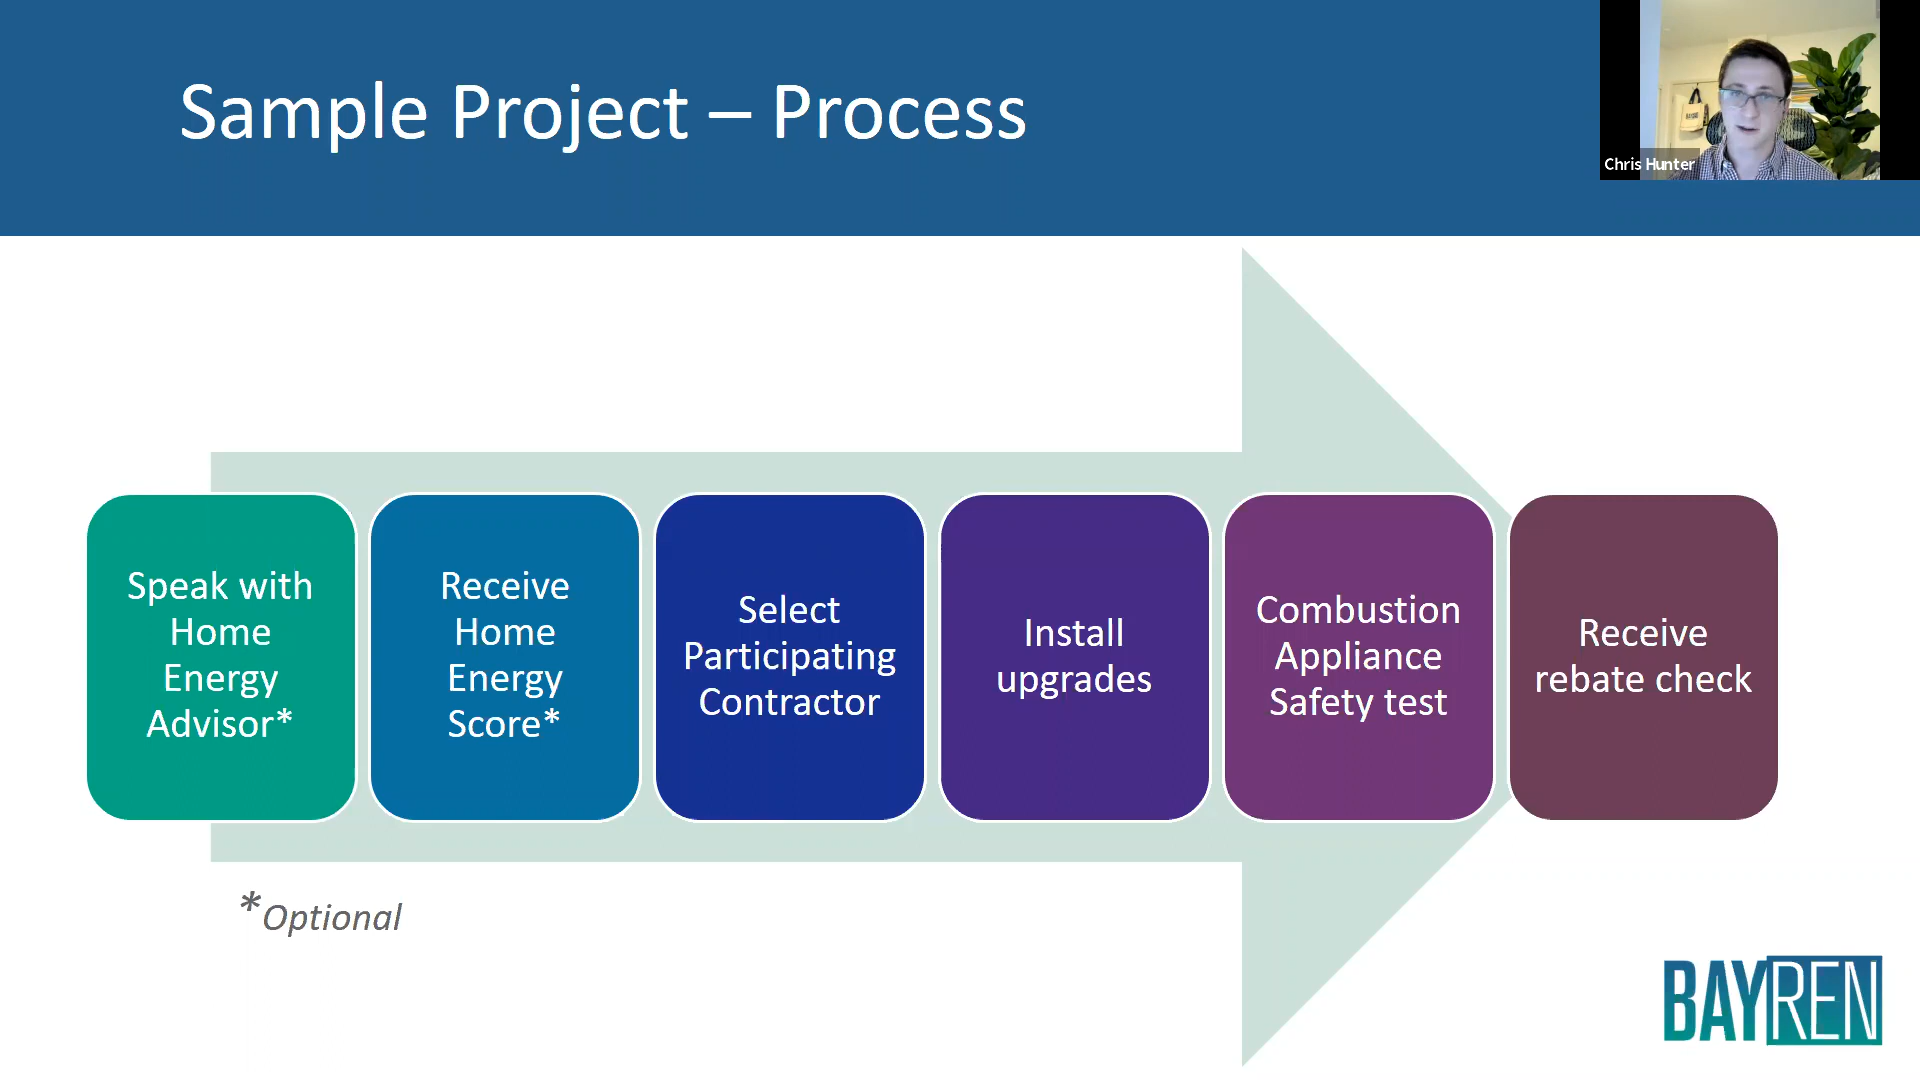 Sample Project – Process
Chris Hunter
Speak with
Home
Energy
Advisor*
Receive
Home
Energy
Score*
Select
Participating
Contractor
Install
upgrades
Combustion
Appliance
Safety test
Receive
rebate check
*Optional
BAYREN